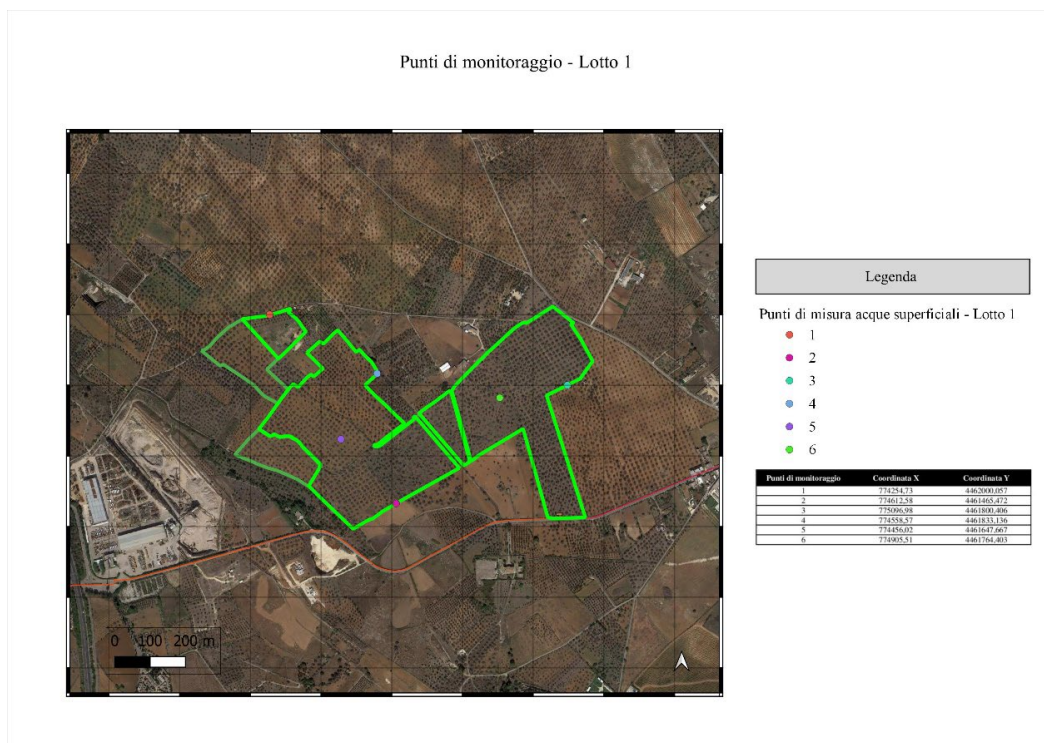 Punti di monitoraggio - Lotto 1
Legenda
Punti di misura acque superficiali - Lotto 1
1
2
3
4
5
6
Punti di monitoraggio Coordinata X Coordinata Y
1 774254,73 4462000,057
2 774612,58 4461465,472
3 775096,98 4461800,406
4 774558,57 4461833,136
5 774456,02 4461647,667
6 774905,51 4461764,403
0 100 200 m